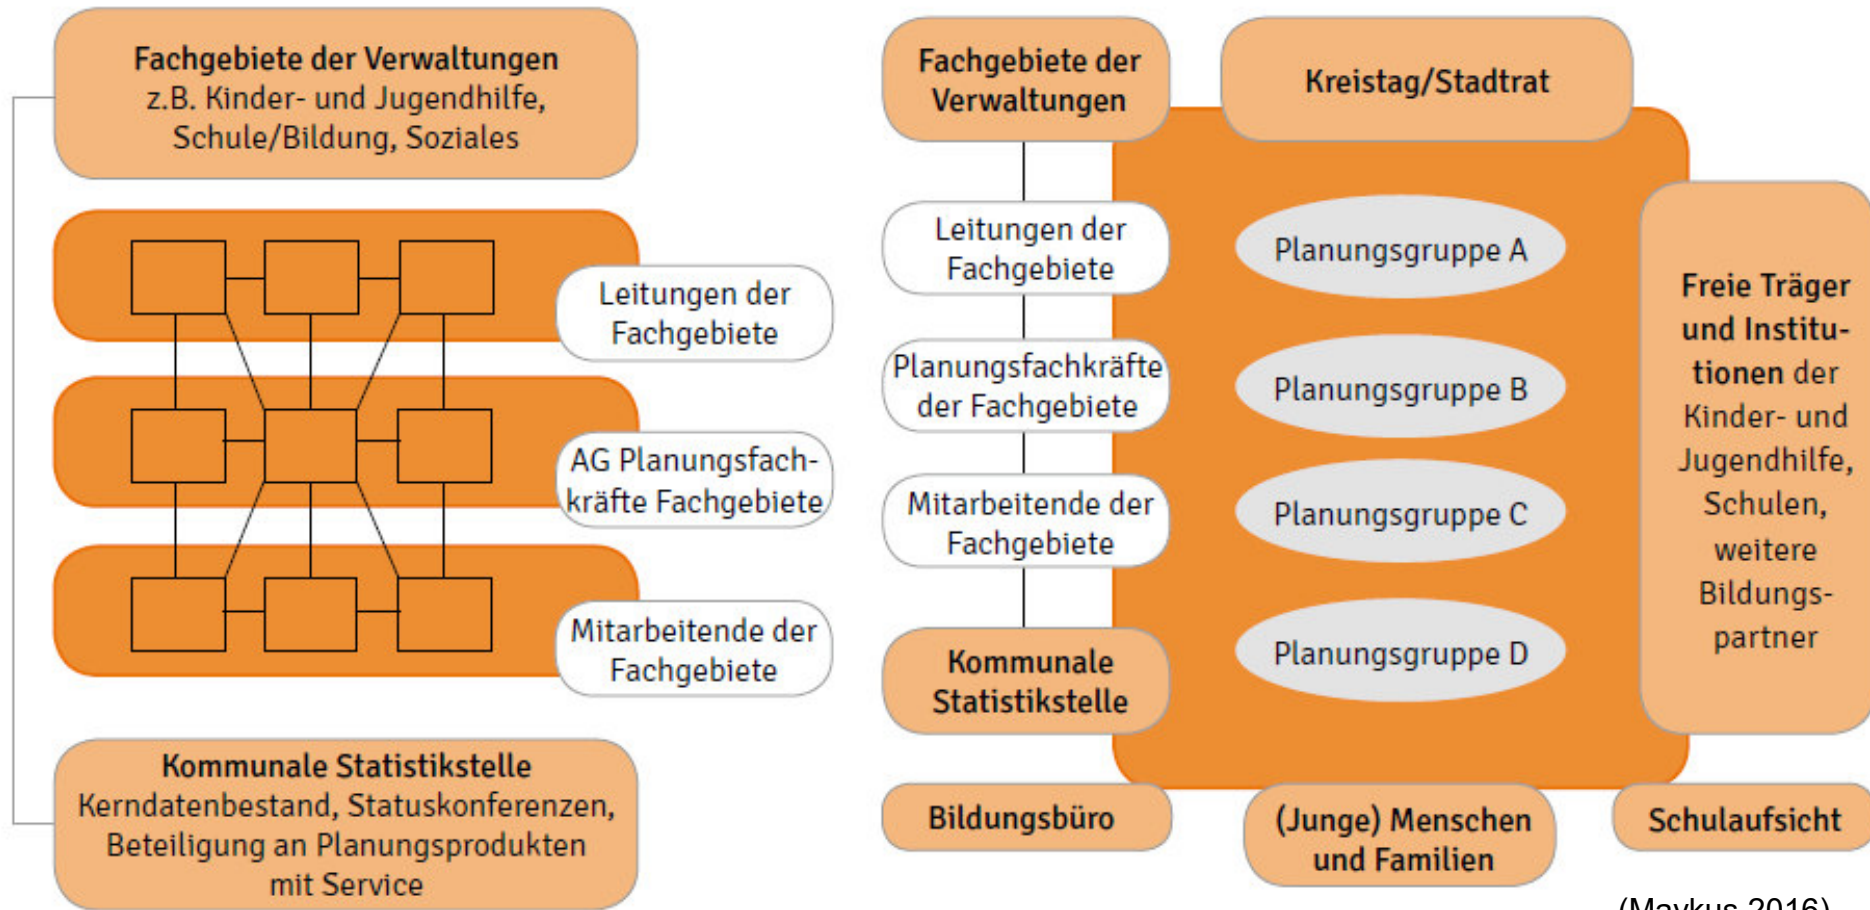 Fachgebiete der Verwaltungen
z.B. Kinder- und Jugendhilfe,
Schule/Bildung, Soziales
Leitungen der
Fachgebiete
AG Planungsfach-
kräfte Fachgebiete
Mitarbeitende der
Fachgebiete
Kommunale Statistikstelle
Kerndatenbestand, Statuskonferenzen,
Beteiligung an Planungsprodukten
mit Service
Fachgebiete der
Verwaltungen
Leitungen der
Fachgebiete
Planungsfachkräfte
der Fachgebiete
Mitarbeitende der
Fachgebiete
Kommunale
Statistikstelle
Bildungsbüro
Kreistag/Stadtrat
Planungsgruppe A
Planungsgruppe B
Planungsgruppe C
Planungsgruppe D
(Junge) Menschen
und Familien
Freie Träger
und Institu-
tionen der
Kinder- und
Jugendhilfe,
Schulen,
weitere
Bildungs-
partner
Schulaufsicht
(Maykus 2016)